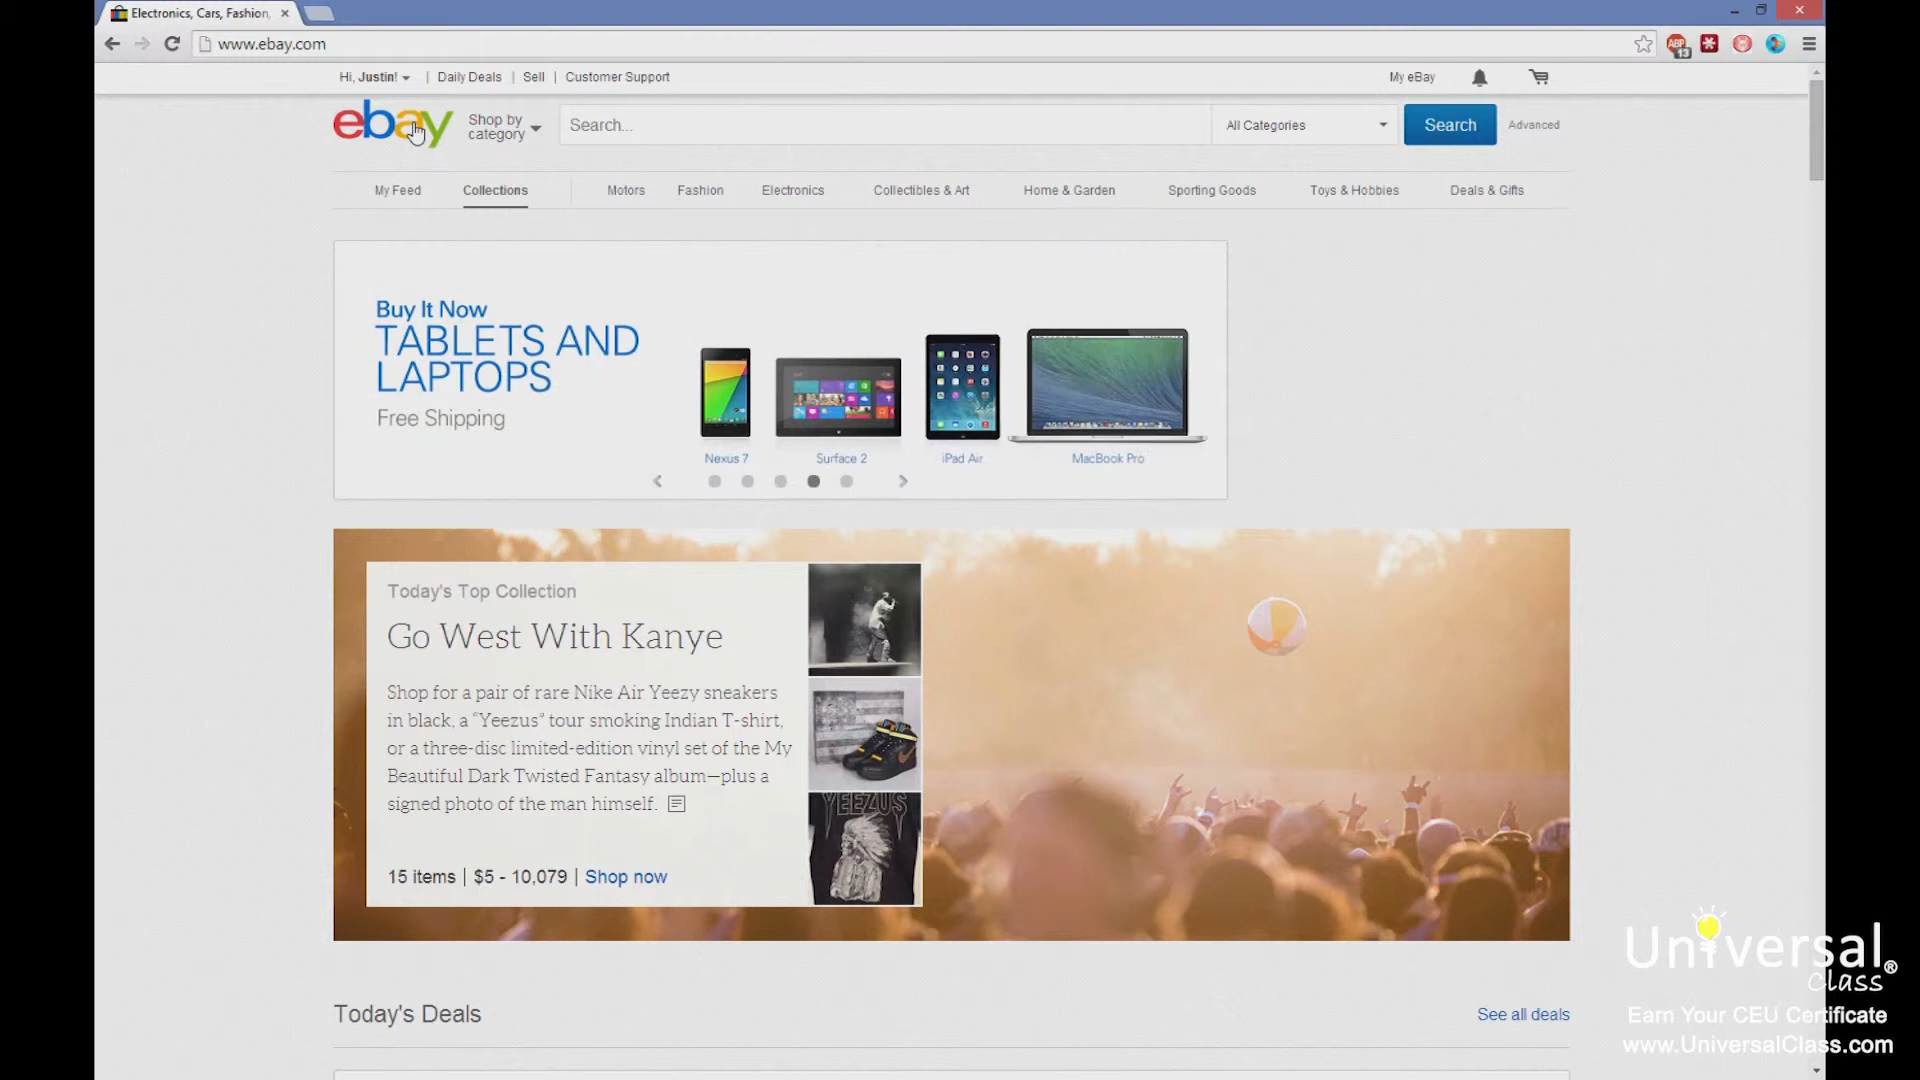 Electronics, Cars, Fashion,
www.ebay.com
ABP
13
Hi, Justin!
Daily Deals
Sell
Customer Support
My eBay
ebay
Shop by
category
Search...
All Categories
Search
Advanced
My Feed
Collections
Motors
Fashion
Electronics
Collectibles & Art
Home & Garden
Sporting Goods
Toys & Hobbies
Deals & Gifts
Buy It Now
TABLETS AND
LAPTOPS
Free Shipping
Nexus 7
Surface 2
iPad Air
MacBook Pro
Today's Top Collection
Go West With Kanye
Shop for a pair of rare Nike Air Yeezy sneakers
in black, a “Yeezus” tour smoking Indian T-shirt,
or a three-disc limited-edition vinyl set of the My
Beautiful Dark Twisted Fantasy album—plus a
signed photo of the man himself.
YEEZUS
15 items | $5 - 10,079 | Shop now
Today's Deals
See all deals
Universal
Class®
Earn Your CEU Certificate
www.UniversalClass.com